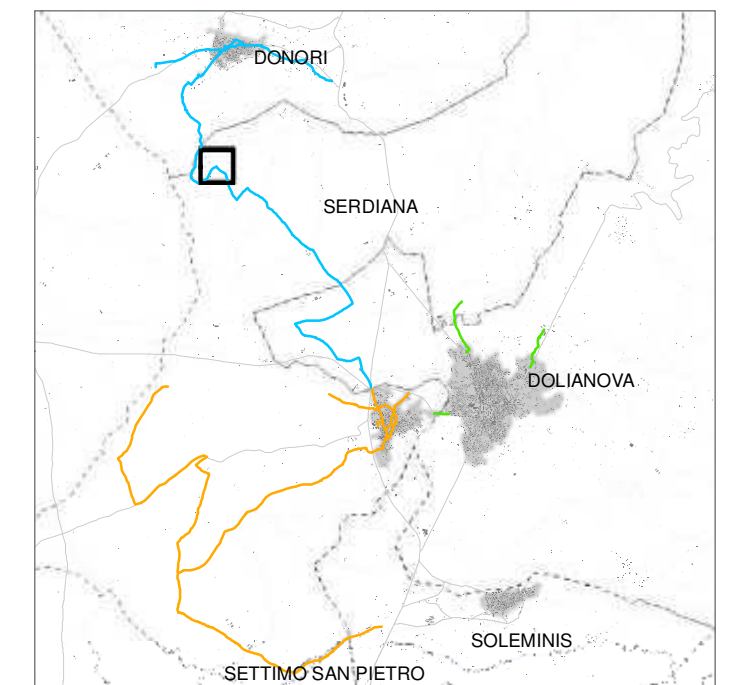 DONORI
SERDIANA
DOLIANOVA
SOLEMINIS
SETTIMO SAN PIETRO